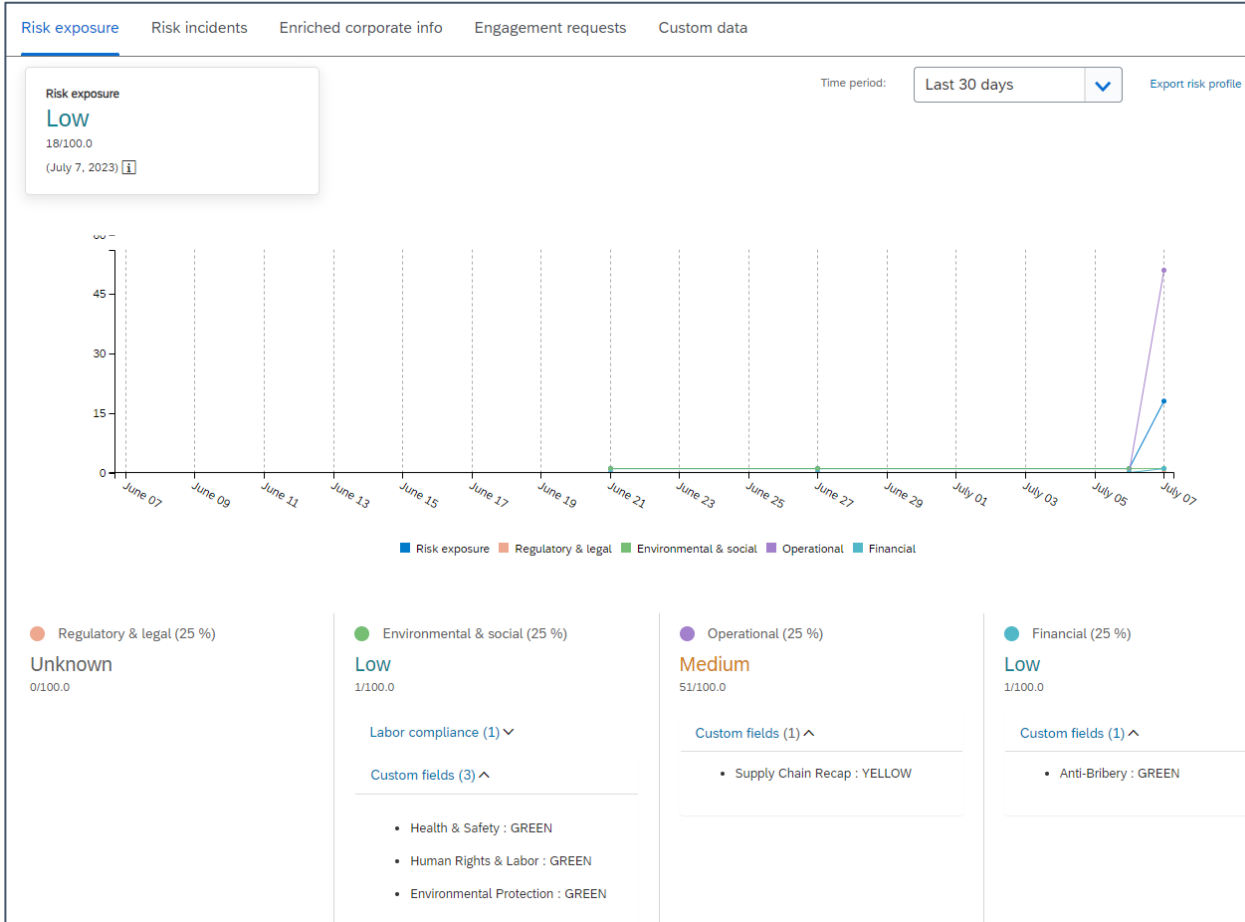 Risk exposure Risk incidents Enriched corporate info Engagement requests Custom data
Risk exposure
Low
18/100.0
(July 7, 2023) i
Time period: Last 30 days Export risk profile
60
45
30
15
0
June 07 June 09 June 11 June 13 June 15 June 17 June 19 June 21 June 23 June 25 June 27 June 29 July 01 July 03 July 05 July 07
Risk exposure Regulatory & legal Environmental & social Operational Financial
Regulatory & legal (25 %)
Unknown
0/100.0
Environmental & social (25 %)
Low
1/100.0
Labor compliance (1)
Custom fields (3)
• Health & Safety : GREEN
• Human Rights & Labor : GREEN
• Environmental Protection : GREEN
Operational (25 %)
Medium
51/100.0
Custom fields (1)
• Supply Chain Recap : YELLOW
Financial (25 %)
Low
1/100.0
Custom fields (1)
• Anti-Bribery : GREEN